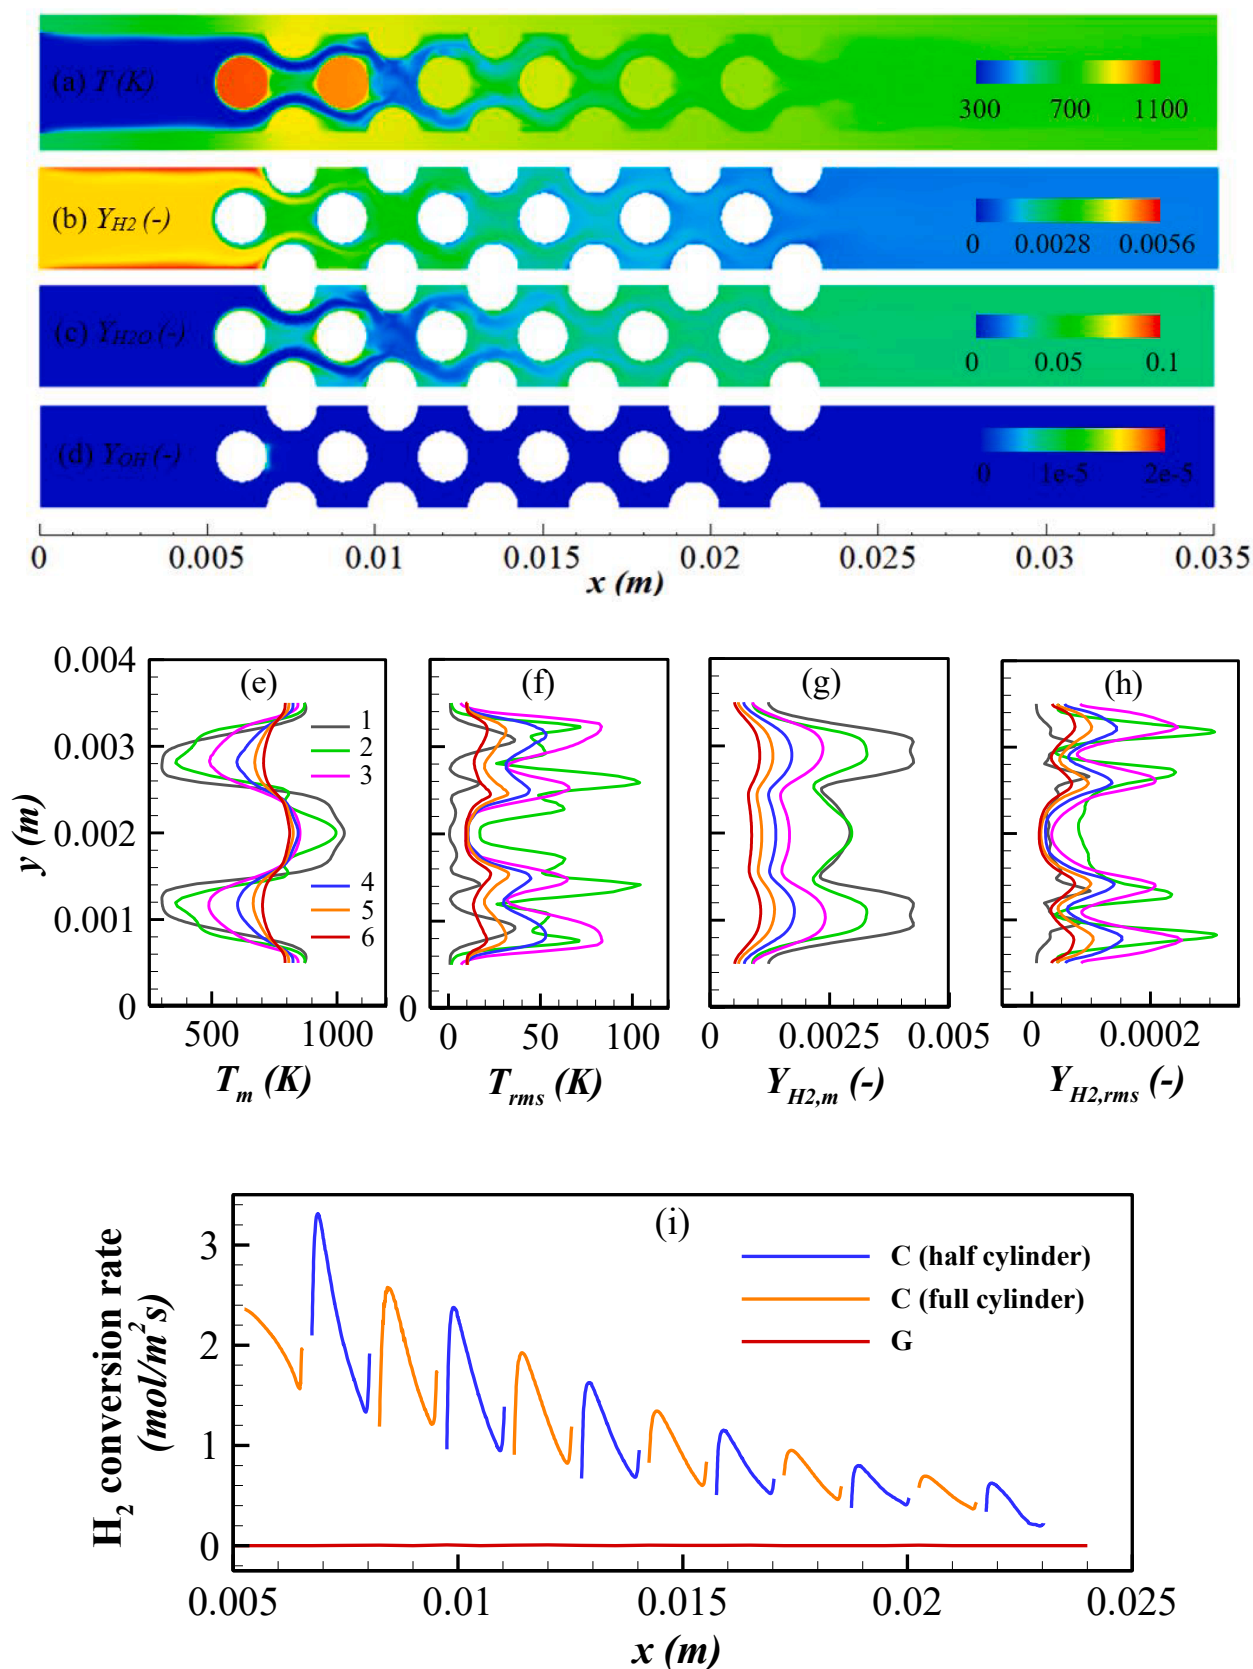 (a) T (K)
300 700 1100
(b) Y_H2 (-)
0 0.0028 0.0056
(c) Y_H2O (-)
0 0.05 0.1
(d) Y_OH (-)
0 1e-5 2e-5
0 0.005 0.01 0.015 0.02 0.025 0.03 0.035
x (m)
0.004
0.003
0.002
0.001
0
y (m)
(e)
1
2
3
4
5
6
500 1000
T_m (K)
(f)
0
0 50 100
T_rms (K)
(g)
0 0.0025 0.005
Y_H2,m (-)
(h)
0 0.0002
Y_H2,rms (-)
(i)
H₂ conversion rate
(mol/m²s)
3
2
1
0
C (half cylinder)
C (full cylinder)
G
0.005 0.01 0.015 0.02 0.025
x (m)